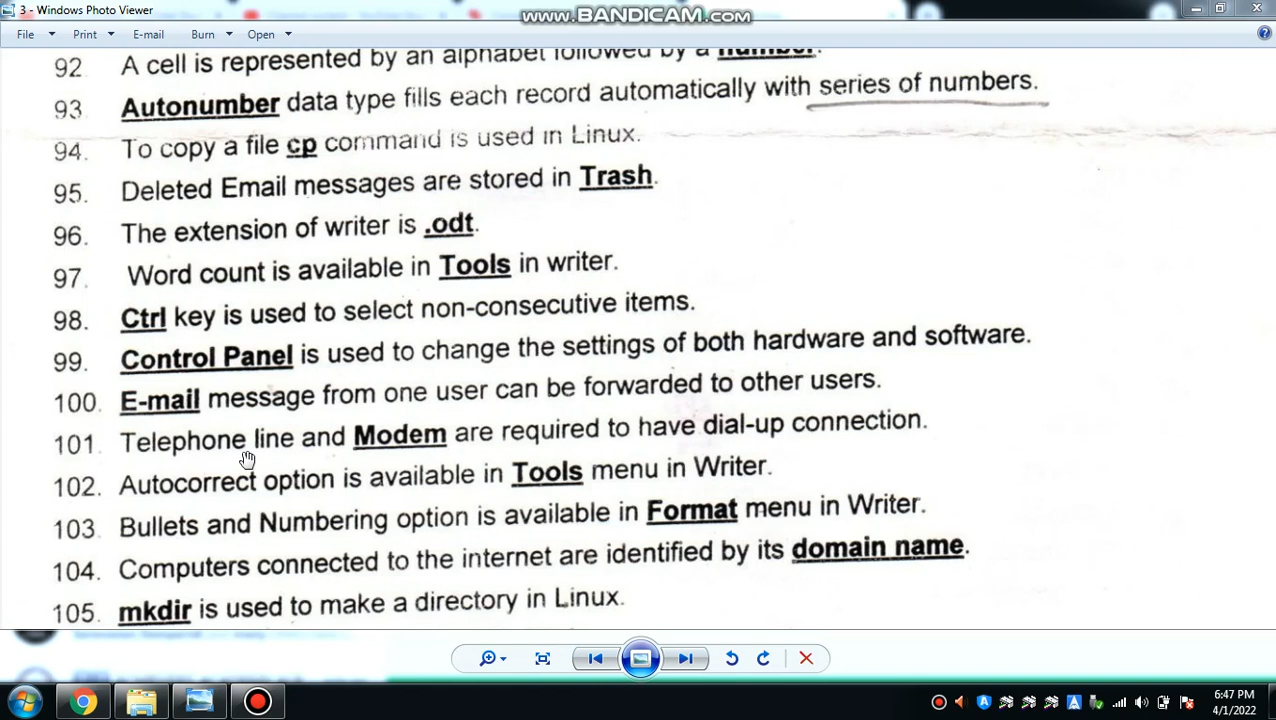 3 - Windows Photo Viewer
www.BANDICAM.com
File Print E-mail Burn Open
92 A cell is represented by an alphabet followed by a number.
93 Autonumber data type fills each record automatically with series of numbers.
94. To copy a file cp command is used in Linux.
95. Deleted Email messages are stored in Trash.
96. The extension of writer is .odt.
97. Word count is available in Tools in writer.
98. Ctrl key is used to select non-consecutive items.
99. Control Panel is used to change the settings of both hardware and software.
100. E-mail message from one user can be forwarded to other users.
101. Telephone line and Modem are required to have dial-up connection.
102. Autocorrect option is available in Tools menu in Writer.
103. Bullets and Numbering option is available in Format menu in Writer.
104. Computers connected to the internet are identified by its domain name.
105. mkdir is used to make a directory in Linux.
6:47 PM
4/1/2022